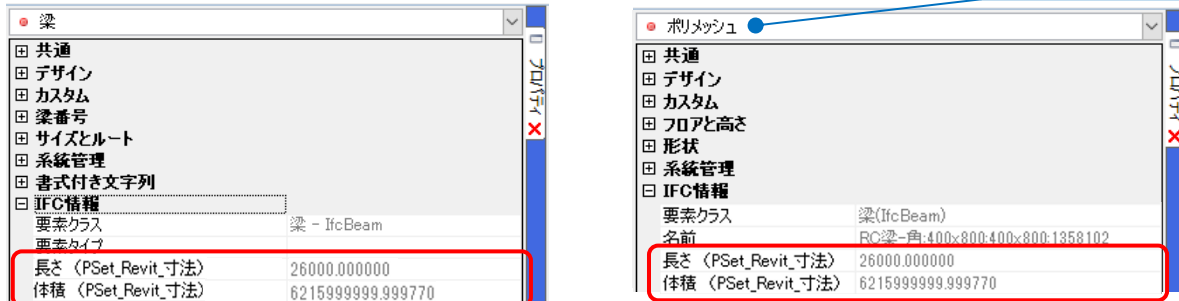 梁
共通
デザイン
カスタム
梁番号
サイズとルート
系統管理
書式付き文字列
IFC情報
要素クラス 梁 - IfcBeam
要素タイプ
長さ (PSet_Revit_寸法) 26000.000000
体積 (PSet_Revit_寸法) 6215999999.999770
プロパティ
ポリメッシュ
共通
デザイン
カスタム
フロアと高さ
形状
系統管理
IFC情報
要素クラス 梁(IfcBeam)
名前 RC梁-角:400x800:400x800:1358102
長さ (PSet_Revit_寸法) 26000.000000
体積 (PSet_Revit_寸法) 6215999999.999770
プロパティ